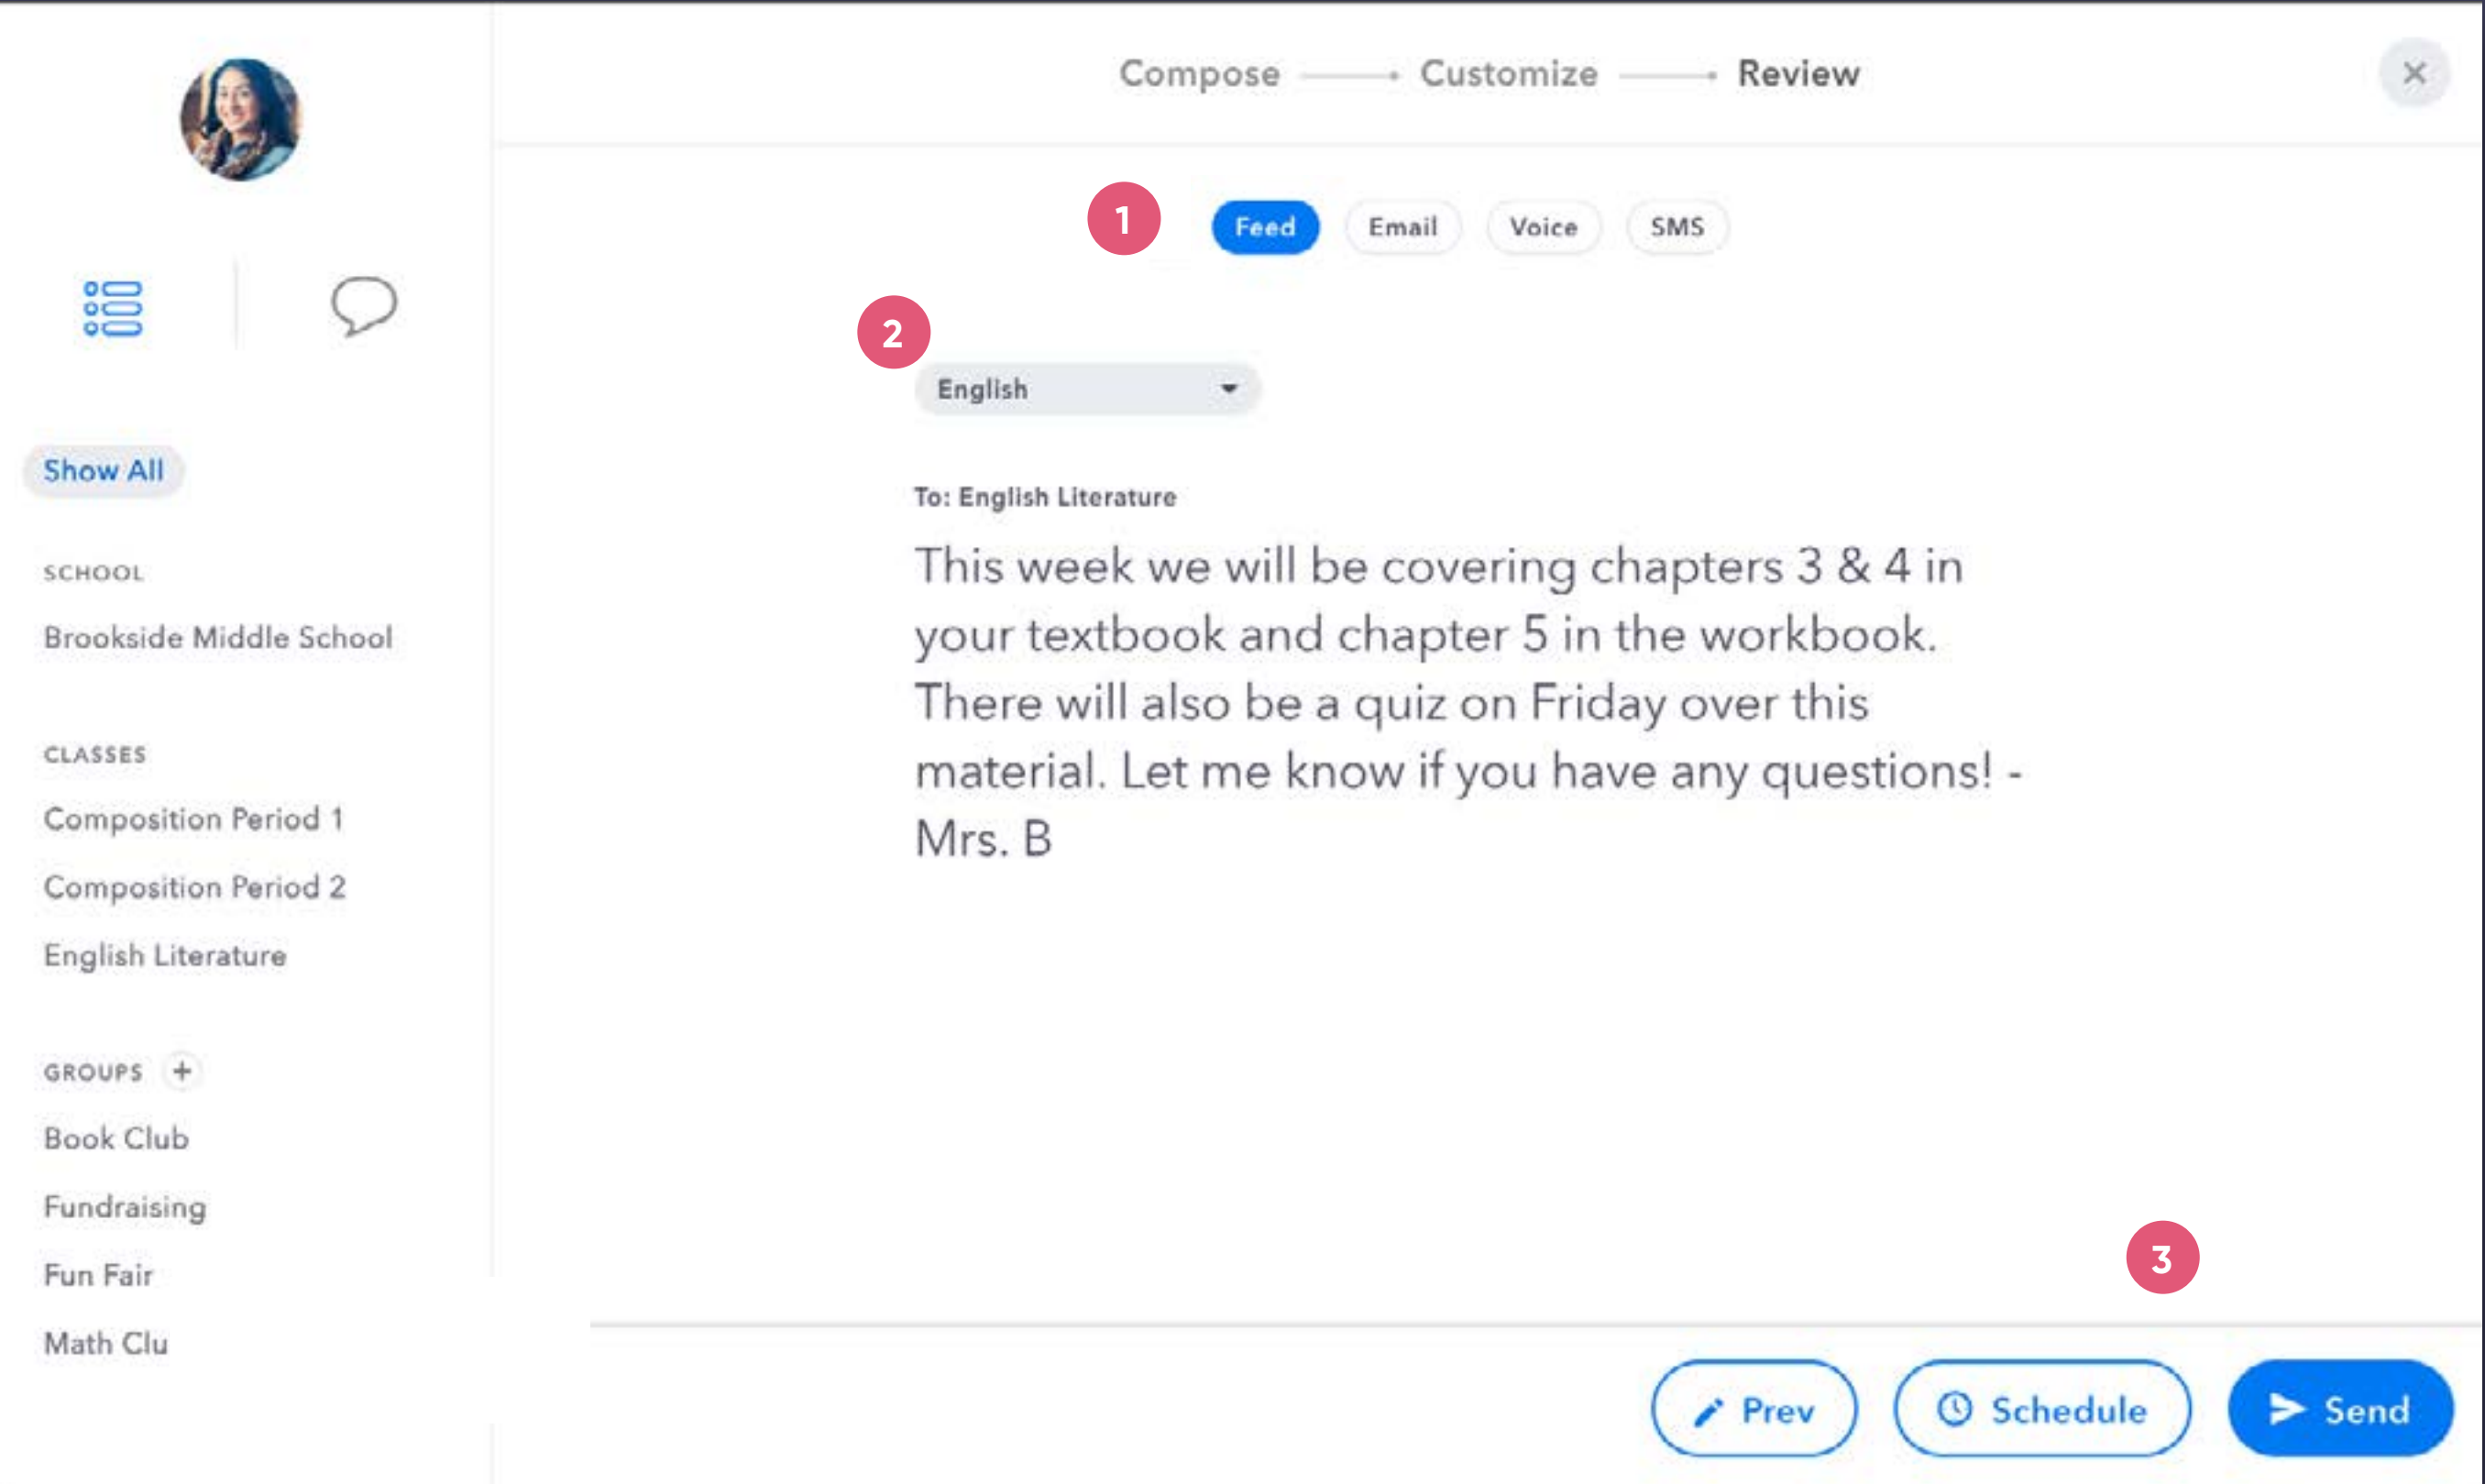 Compose
Customize
Review
1
Feed
Email
Voice
SMS
2
English
Show All
To: English Literature
This week we will be covering chapters 3 & 4 in
your textbook and chapter 5 in the workbook.
There will also be a quiz on Friday over this
material. Let me know if you have any questions! -
Mrs. B
SCHOOL
Brookside Middle School
CLASSES
Composition Period 1
Composition Period 2
English Literature
GROUPS +
Book Club
Fundraising
Fun Fair
Math Clu
3
Prev
Schedule
Send